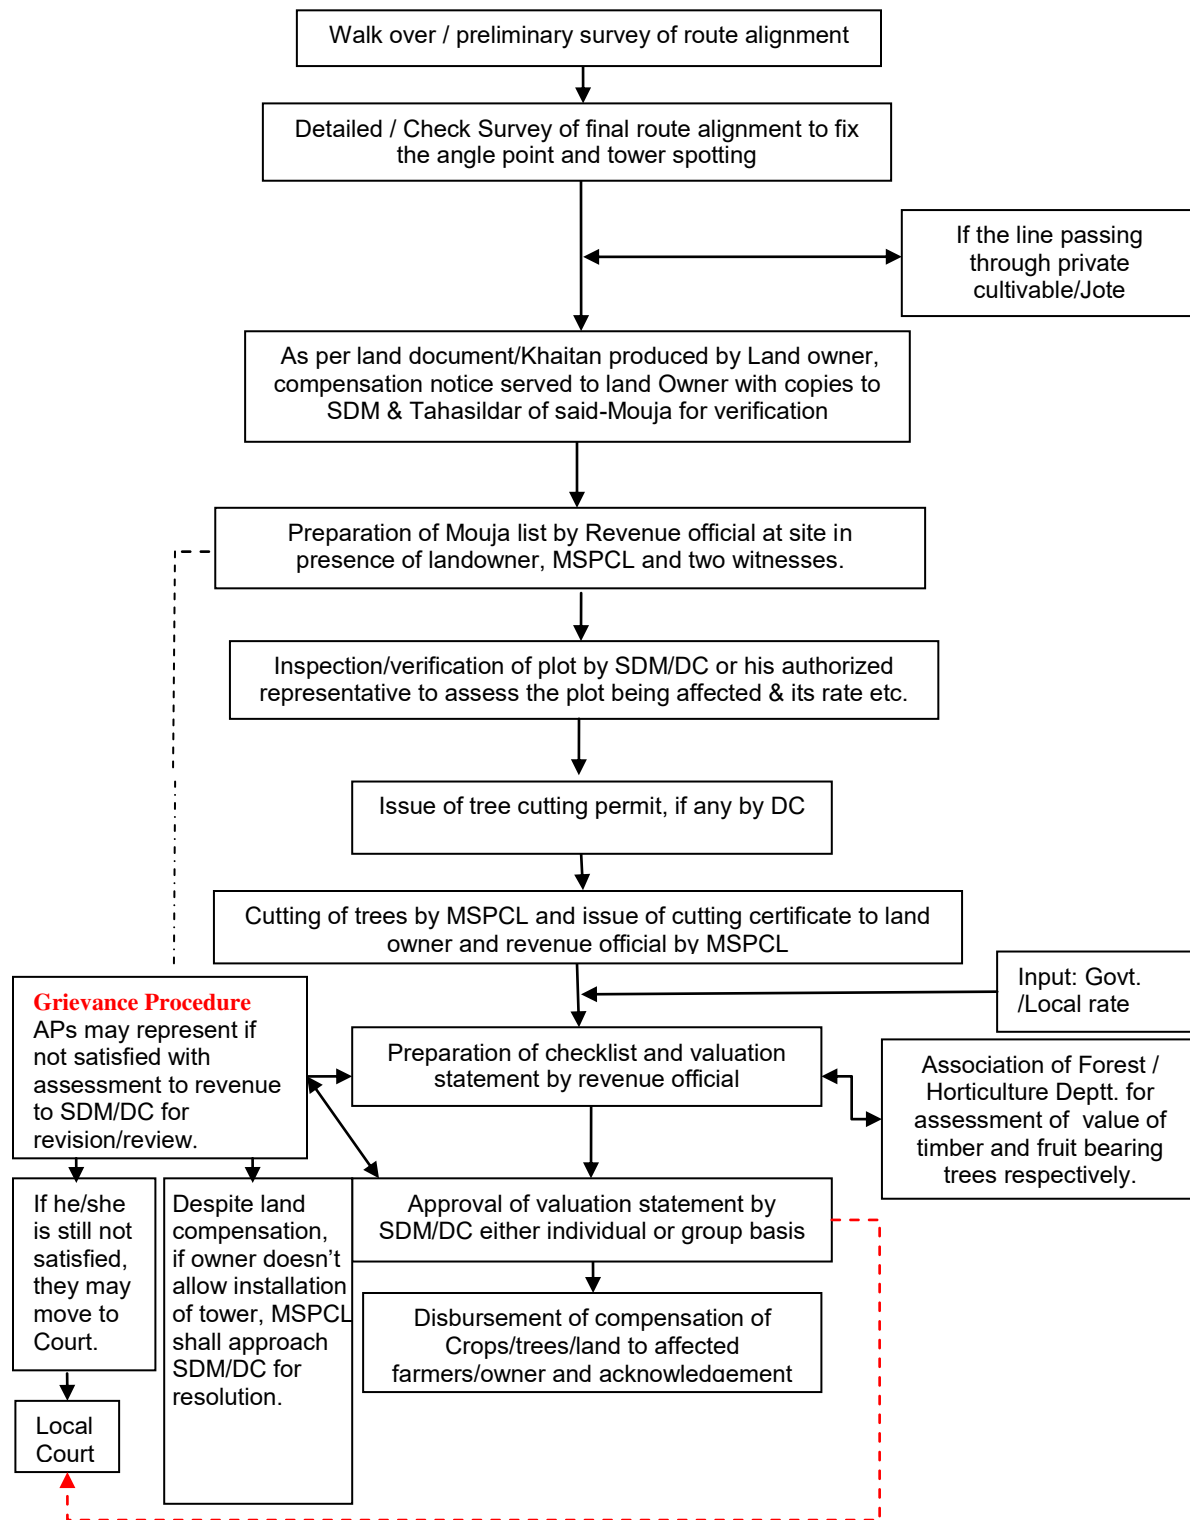 Walk over / preliminary survey of route alignment
Detailed / Check Survey of final route alignment to fix
the angle point and tower spotting
If the line passing
through private
cultivable/Jote
As per land document/Khaitan produced by Land owner,
compensation notice served to land Owner with copies to
SDM & Tahasildar of said-Mouja for verification
Preparation of Mouja list by Revenue official at site in
presence of landowner, MSPCL and two witnesses.
Inspection/verification of plot by SDM/DC or his authorized
representative to assess the plot being affected & its rate etc.
Issue of tree cutting permit, if any by DC
Cutting of trees by MSPCL and issue of cutting certificate to land
owner and revenue official by MSPCL
Input: Govt.
/Local rate
Grievance Procedure
APs may represent if
not satisfied with
assessment to revenue
to SDM/DC for
revision/review.
Preparation of checklist and valuation
statement by revenue official
Association of Forest /
Horticulture Deptt. for
assessment of value of
timber and fruit bearing
trees respectively.
If he/she
is still not
satisfied,
they may
move to
Court.
Despite land
compensation,
if owner doesn’t
allow installation
of tower, MSPCL
shall approach
SDM/DC for
resolution.
Approval of valuation statement by
SDM/DC either individual or group basis
Disbursement of compensation of
Crops/trees/land to affected
farmers/owner and acknowledgement
Local
Court